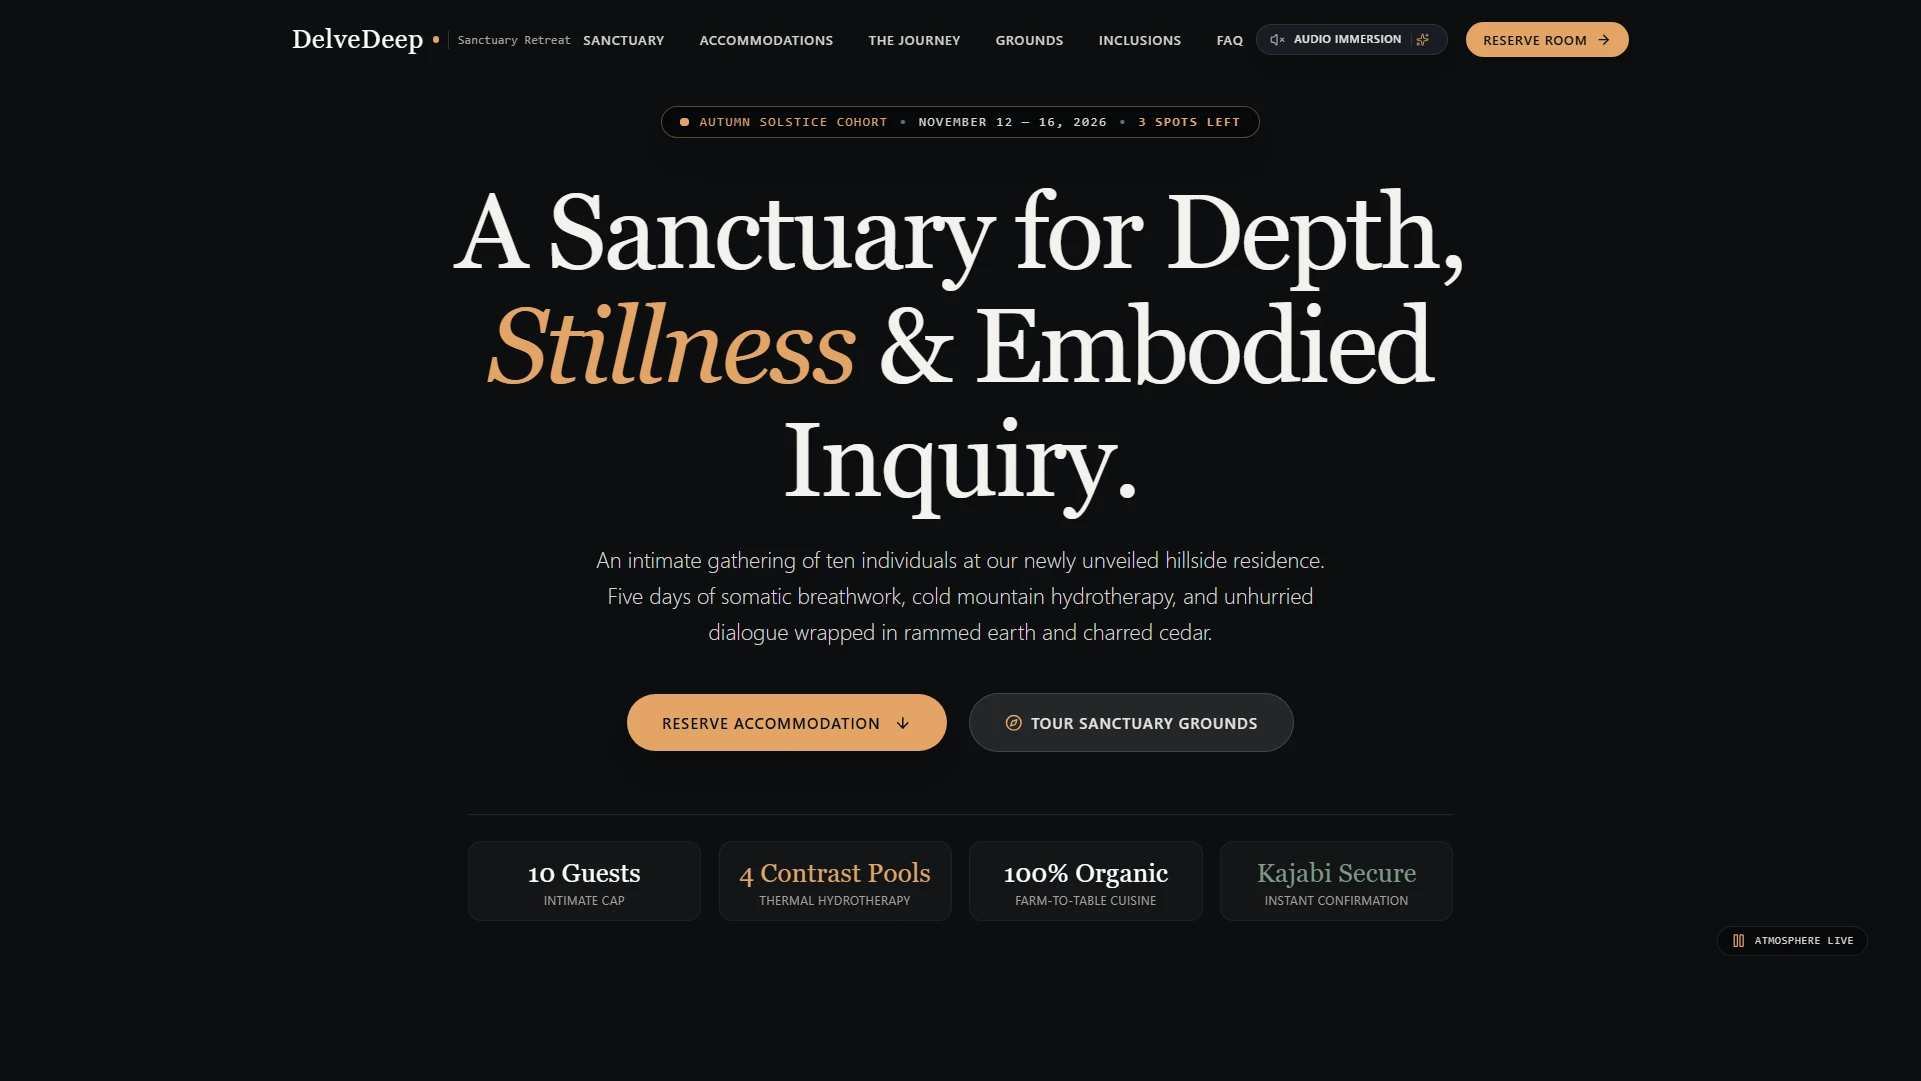 DelveDeep
Sanctuary Retreat
SANCTUARY
ACCOMMODATIONS
THE JOURNEY
GROUNDS
INCLUSIONS
FAQ
AUDIO IMMERSION
RESERVE ROOM
AUTUMN SOLSTICE COHORT • NOVEMBER 12 — 16, 2026 • 3 SPOTS LEFT
A Sanctuary for Depth,
Stillness & Embodied
Inquiry.
An intimate gathering of ten individuals at our newly unveiled hillside residence.
Five days of somatic breathwork, cold mountain hydrotherapy, and unhurried
dialogue wrapped in rammed earth and charred cedar.
RESERVE ACCOMMODATION
TOUR SANCTUARY GROUNDS
10 Guests
INTIMATE CAP
4 Contrast Pools
THERMAL HYDROTHERAPY
100% Organic
FARM-TO-TABLE CUISINE
Kajabi Secure
INSTANT CONFIRMATION
ATMOSPHERE LIVE